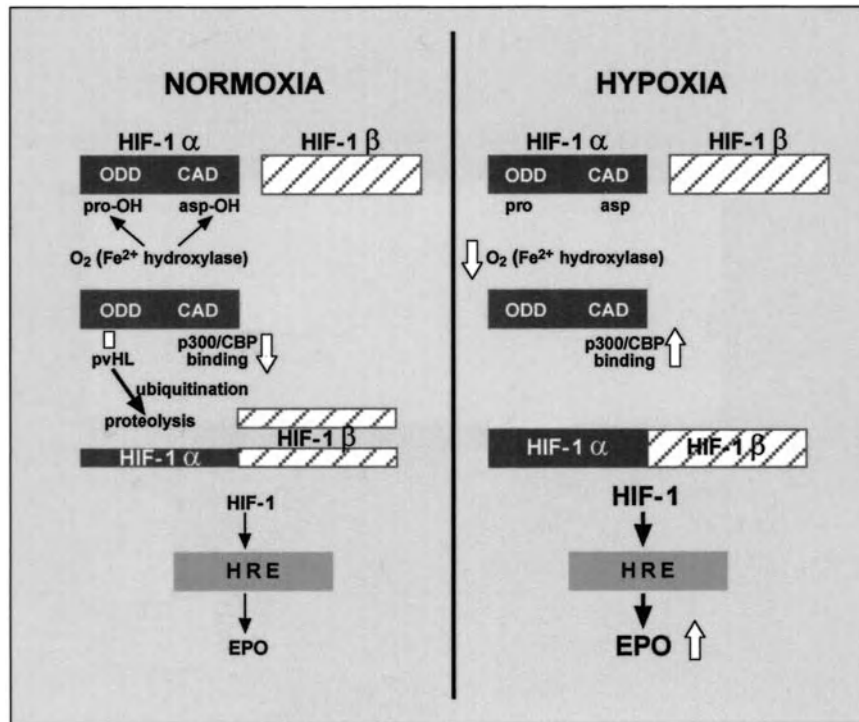 NORMOXIA
HIF-1 α HIF-1 β
ODD CAD
pro-OH asp-OH
O₂ (Fe²⁺ hydroxylase)
ODD CAD
pvHL p300/CBP
binding
ubiquitination
proteolysis
HIF-1 β
HIF-1 α
HIF-1
HRE
EPO
HYPOXIA
HIF-1 α HIF-1 β
ODD CAD
pro asp
O₂ (Fe²⁺ hydroxylase)
ODD CAD
p300/CBP
binding
HIF-1 α HIF-1 β
HIF-1
HRE
EPO